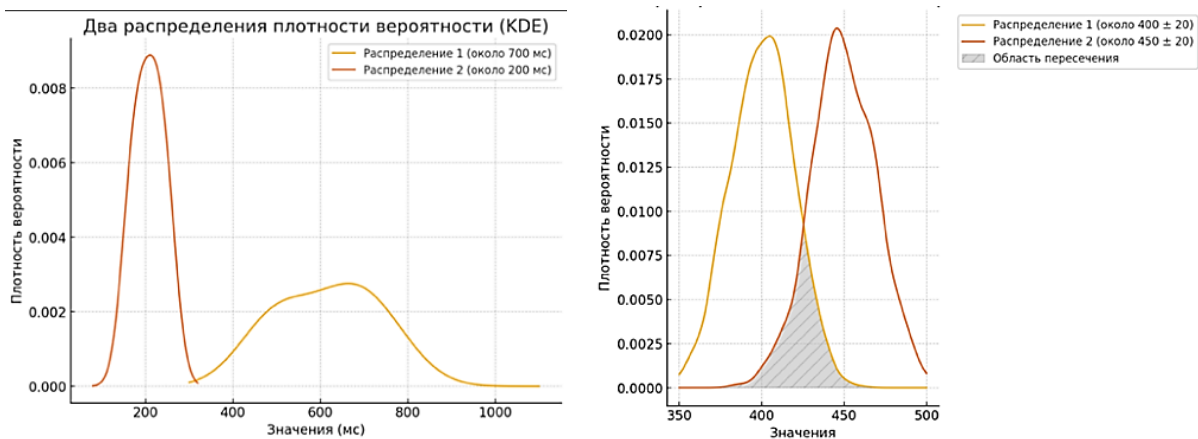 Два распределения плотности вероятности (KDE)
Распределение 1 (около 700 мс)
Распределение 2 (около 200 мс)
Плотность вероятности
0.008
0.006
0.004
0.002
0.000
200 400 600 800 1000
Значения (мс)
Распределение 1 (около 400 ± 20)
Распределение 2 (около 450 ± 20)
Область пересечения
Плотность вероятности
0.0200
0.0175
0.0150
0.0125
0.0100
0.0075
0.0050
0.0025
0.0000
350 400 450 500
Значения